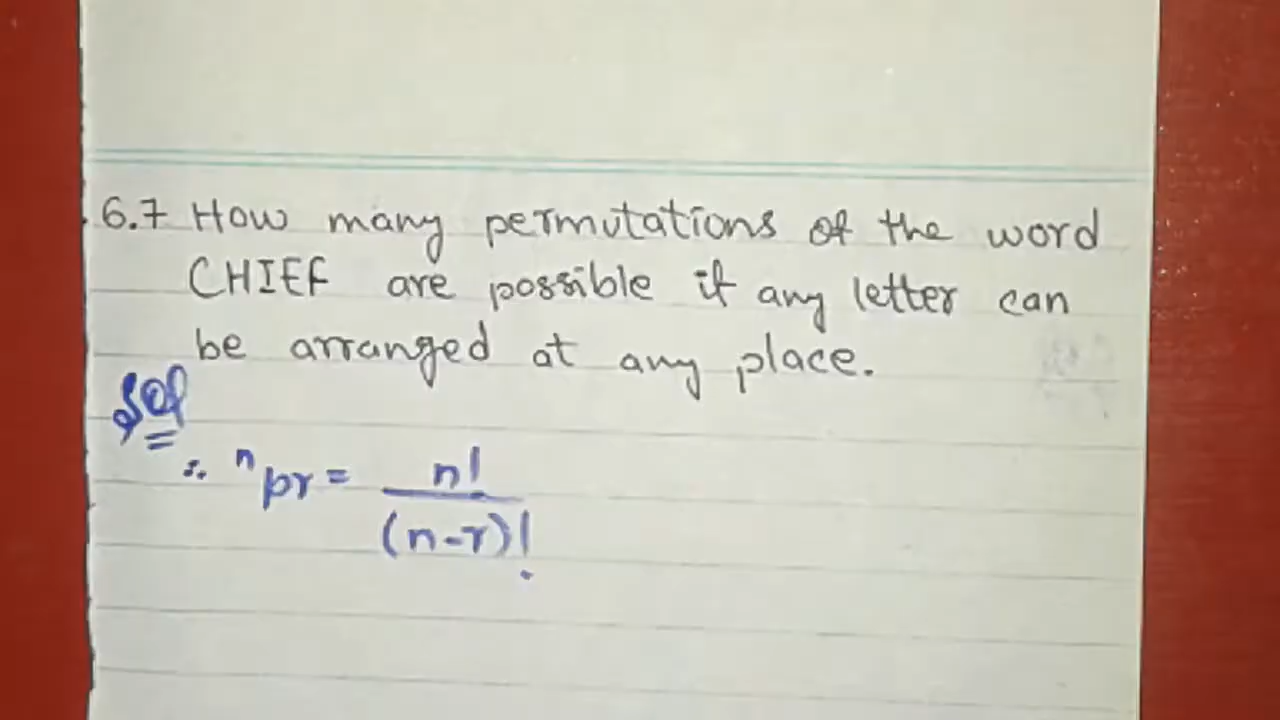 6.7 How many permutations of the word
CHIEF are possible if any letter can
be arranged at any place.
Sol
∴ ⁿpr = n!
(n-r)!